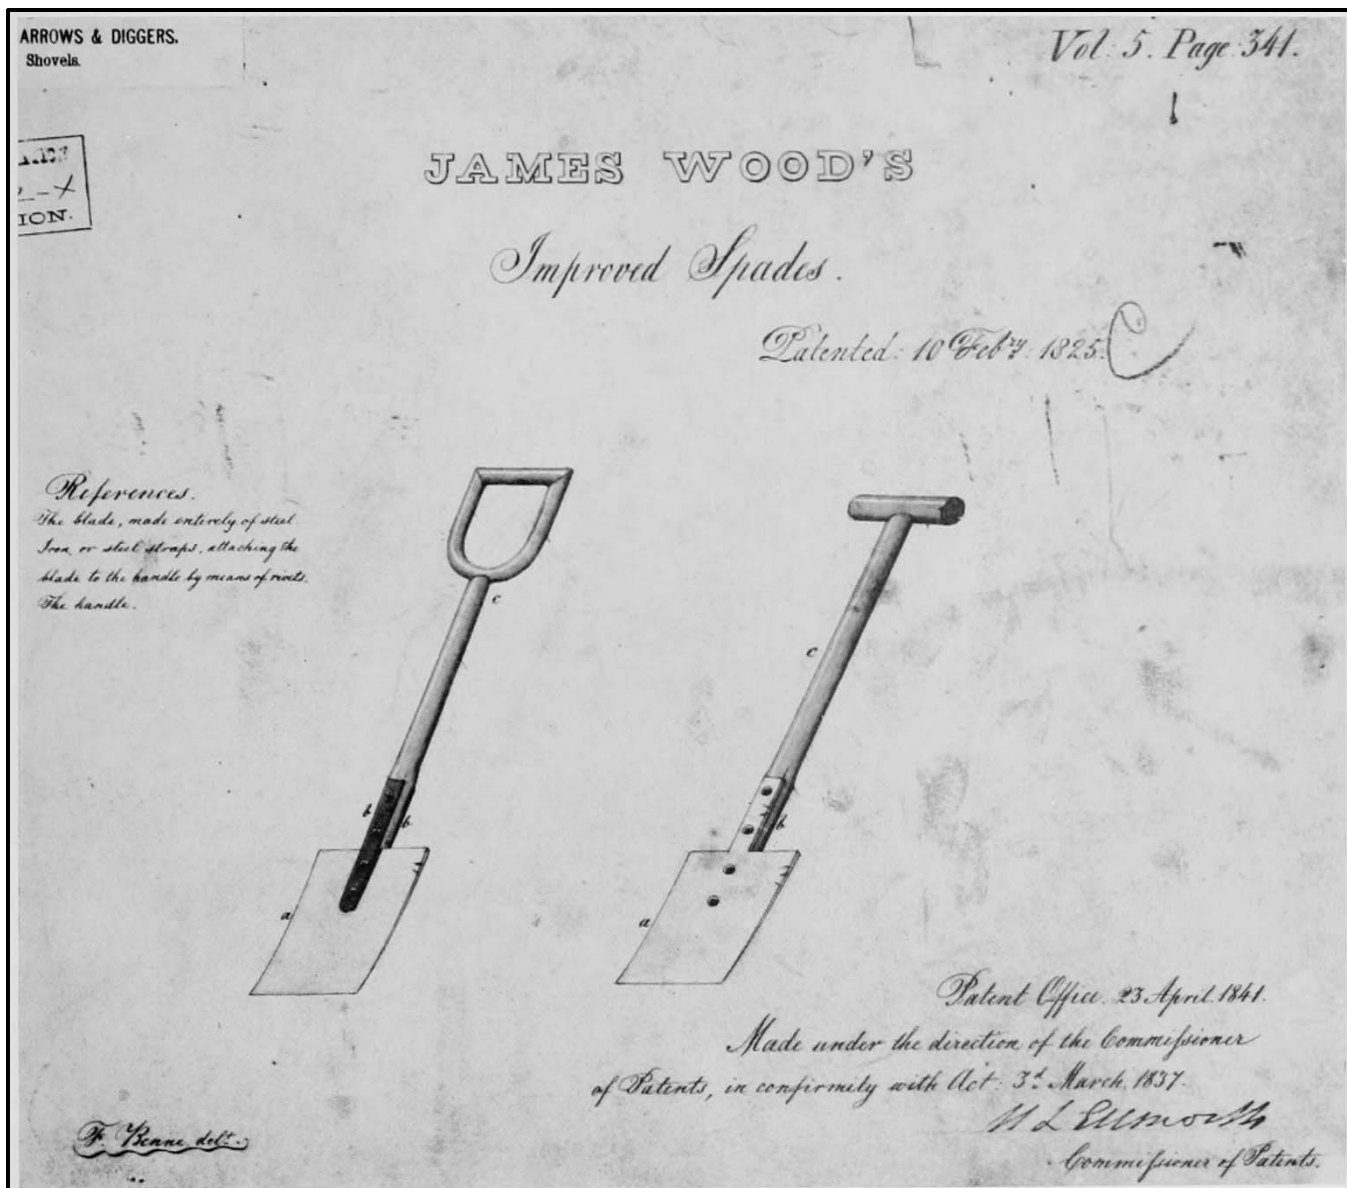 ARROWS & DIGGERS.
Shovels.
Vol. 5. Page 341.
ION.
JAMES WOOD'S
Improved Spades.
Patented: 10 Febry: 1825.
C
References.
The blade, made entirely of steel.
Iron, or steel straps, attaching the
blade to the handle by means of rivets.
The handle.
c
c
b
b
b
a
a
Patent Office. 23 April. 1841.
Made under the direction of the Commiſsioner
of Patents, in confirmity with Act: 3d. March, 1837.
H L Ellsworth
Commiſsioner of Patents.
F. Benne delt.